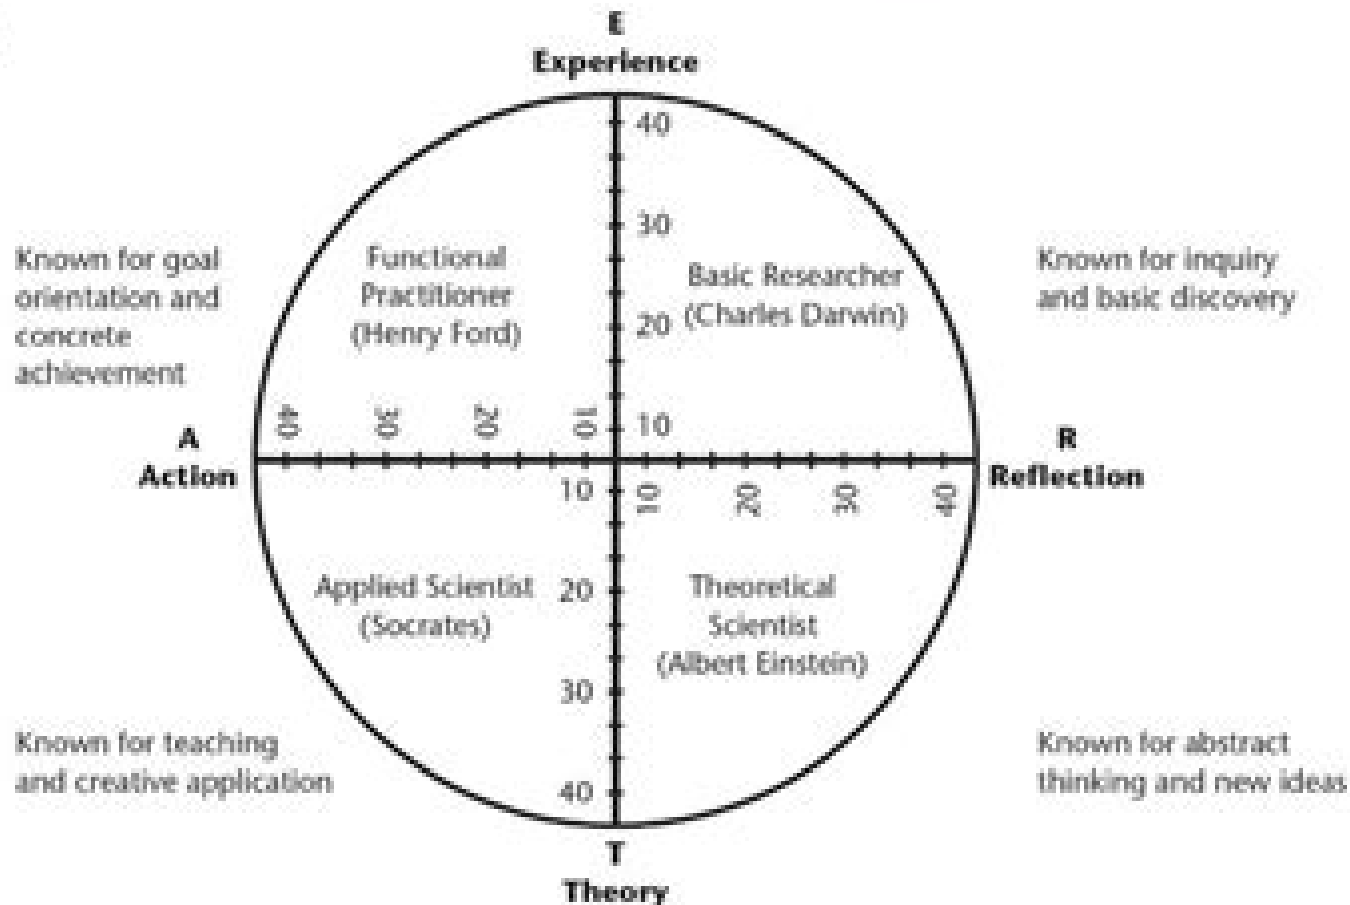 E
Experience
40
30
20
10
Known for goal
orientation and
concrete
achievement
Functional
Practitioner
(Henry Ford)
Basic Researcher
(Charles Darwin)
Known for inquiry
and basic discovery
A
Action
40
30
20
10
R
Reflection
10
20
30
40
10
20
30
40
Applied Scientist
(Socrates)
Theoretical
Scientist
(Albert Einstein)
Known for teaching
and creative application
Known for abstract
thinking and new ideas
T
Theory